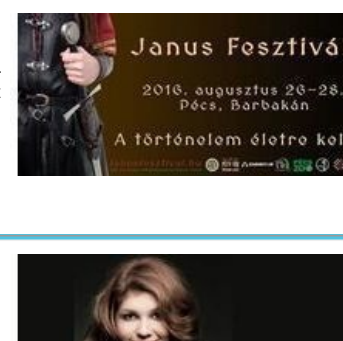 Janus Fesztivá
2016. augusztus 26-28.
Pécs, Barbakán
A történelem életre kel